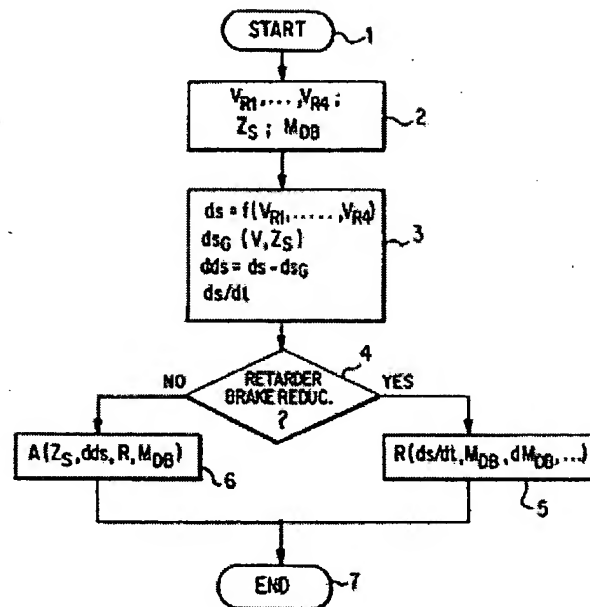 START
1
V_R1,...,V_R4;
Z_S ; M_DB
2
ds = f(V_R1,......,V_R4)
ds_G (V,Z_S)
dds = ds - ds_G
ds/dt
3
4
NO
RETARDER
YES
BRAKE REDUC.
?
A(Z_S,dds,R,M_DB)
R(ds/dt,M_DB,dM_DB,...)
6
5
END
7